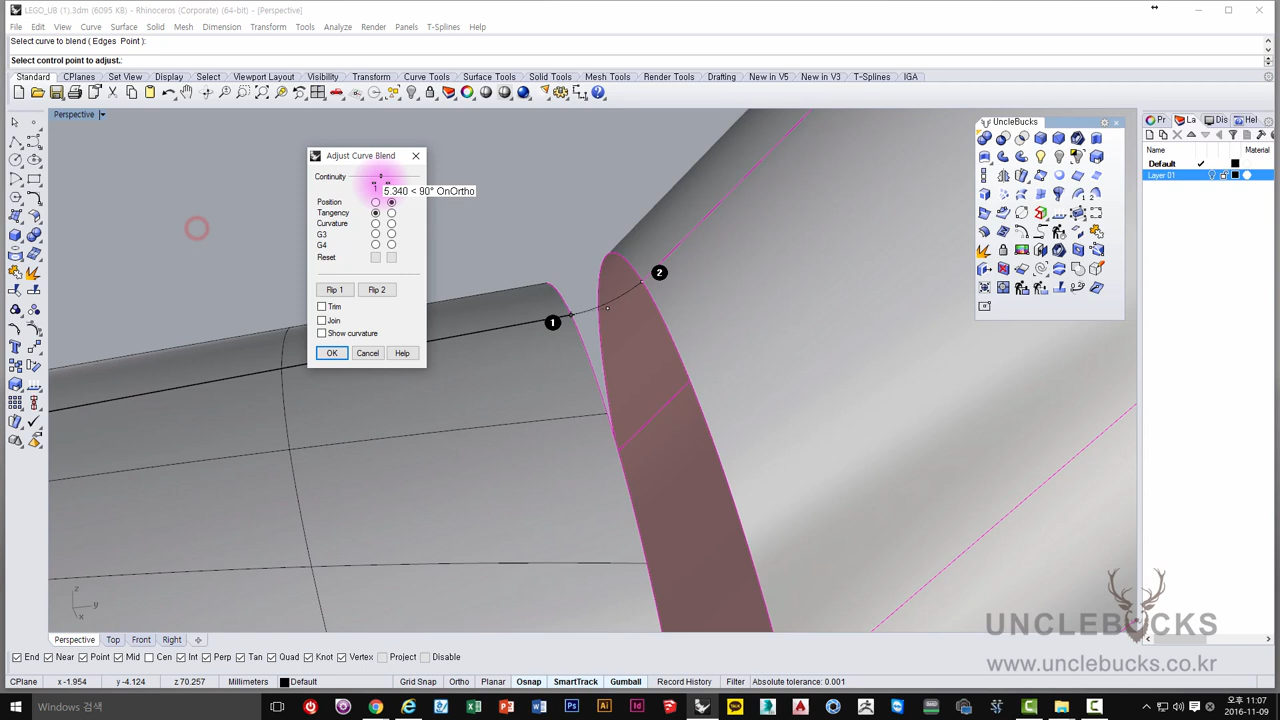 LEGO_UB (1).3dm (6095 KB) - Rhinoceros (Corporate) (64-bit) - [Perspective]
File Edit View Curve Surface Solid Mesh Dimension Transform Tools Analyze Render Panels T-Splines Help
Select curve to blend ( Edges Point ):
Select control point to adjust.:
Standard CPlanes Set View Display Select Viewport Layout Visibility Transform Curve Tools Surface Tools Solid Tools Mesh Tools Render Tools Drafting New in V5 New in V3 T-Splines IGA
Perspective
UncleBucks
Pr La Dis Hel
Name Material
Default
Layer 01
Adjust Curve Blend
Continuity
1
5.340 < 90° OnOrtho
Position
Tangency
Curvature
G3
G4
Reset
Flip 1 Flip 2
Trim
Join
Show curvature
OK Cancel Help
1
2
z
y
x
UNCLEBUCKS
www.unclebucks.co.kr
Perspective Top Front Right
End Near Point Mid Cen Int Perp Tan Quad Knot Vertex Project Disable
CPlane x -1.954 y -4.124 z 70.257 Millimeters Default Grid Snap Ortho Planar Osnap SmartTrack Gumball Record History Filter Absolute tolerance: 0.001
Windows 검색
오후 11:07
2016-11-09